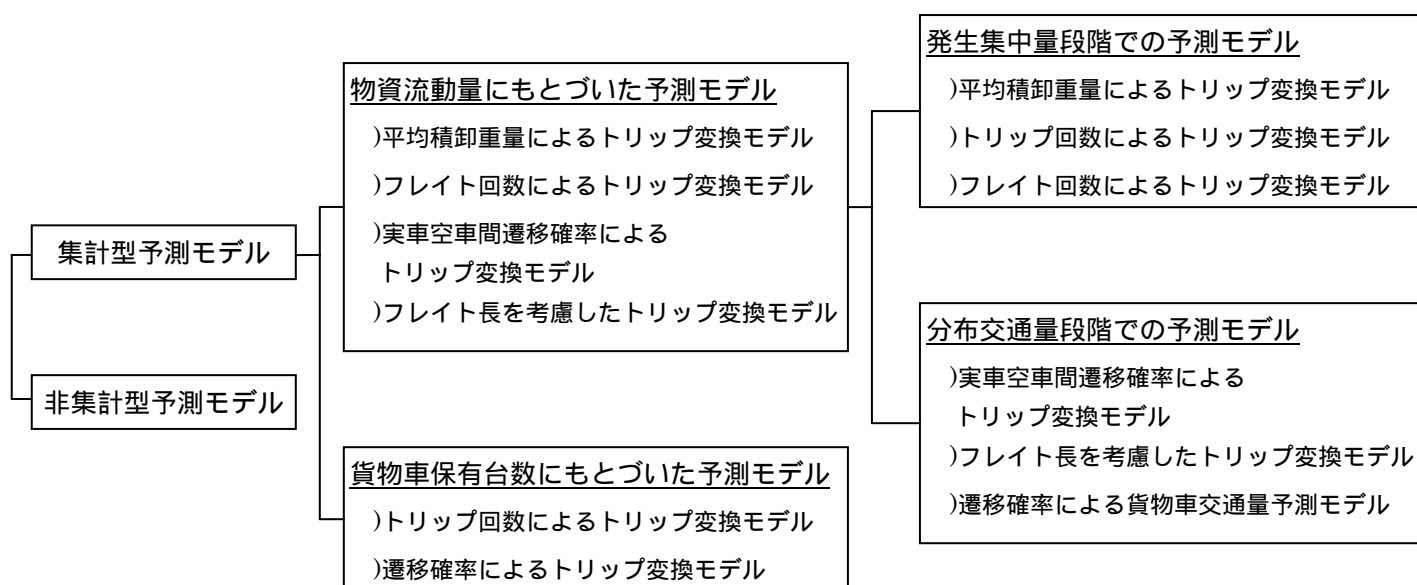 集計型予測モデル
非集計型予測モデル
物資流動量にもとづいた予測モデル
)平均積卸重量によるトリップ変換モデル
)フレイト回数によるトリップ変換モデル
)実車空車間遷移確率による
トリップ変換モデル
)フレイト長を考慮したトリップ変換モデル
貨物車保有台数にもとづいた予測モデル
)トリップ回数によるトリップ変換モデル
)遷移確率によるトリップ変換モデル
発生集中量段階での予測モデル
)平均積卸重量によるトリップ変換モデル
)トリップ回数によるトリップ変換モデル
)フレイト回数によるトリップ変換モデル
分布交通量段階での予測モデル
)実車空車間遷移確率による
トリップ変換モデル
)フレイト長を考慮したトリップ変換モデル
)遷移確率による貨物車交通量予測モデル